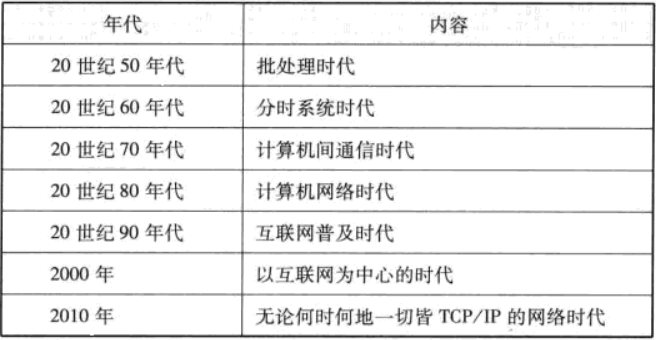 年代 内容
20 世纪 50 年代 批处理时代
20 世纪 60 年代 分时系统时代
20 世纪 70 年代 计算机间通信时代
20 世纪 80 年代 计算机网络时代
20 世纪 90 年代 互联网普及时代
2000 年 以互联网为中心的时代
2010 年 无论何时何地一切皆 TCP/IP 的网络时代